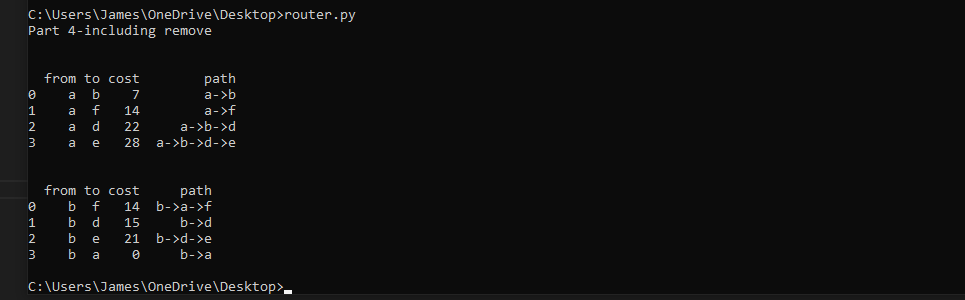 C:\Users\James\OneDrive\Desktop>router.py
Part 4-including remove
from to cost path
0 a b 7 a->b
1 a f 14 a->f
2 a d 22 a->b->d
3 a e 28 a->b->d->e
from to cost path
0 b f 14 b->a->f
1 b d 15 b->d
2 b e 21 b->d->e
3 b a 0 b->a
C:\Users\James\OneDrive\Desktop>